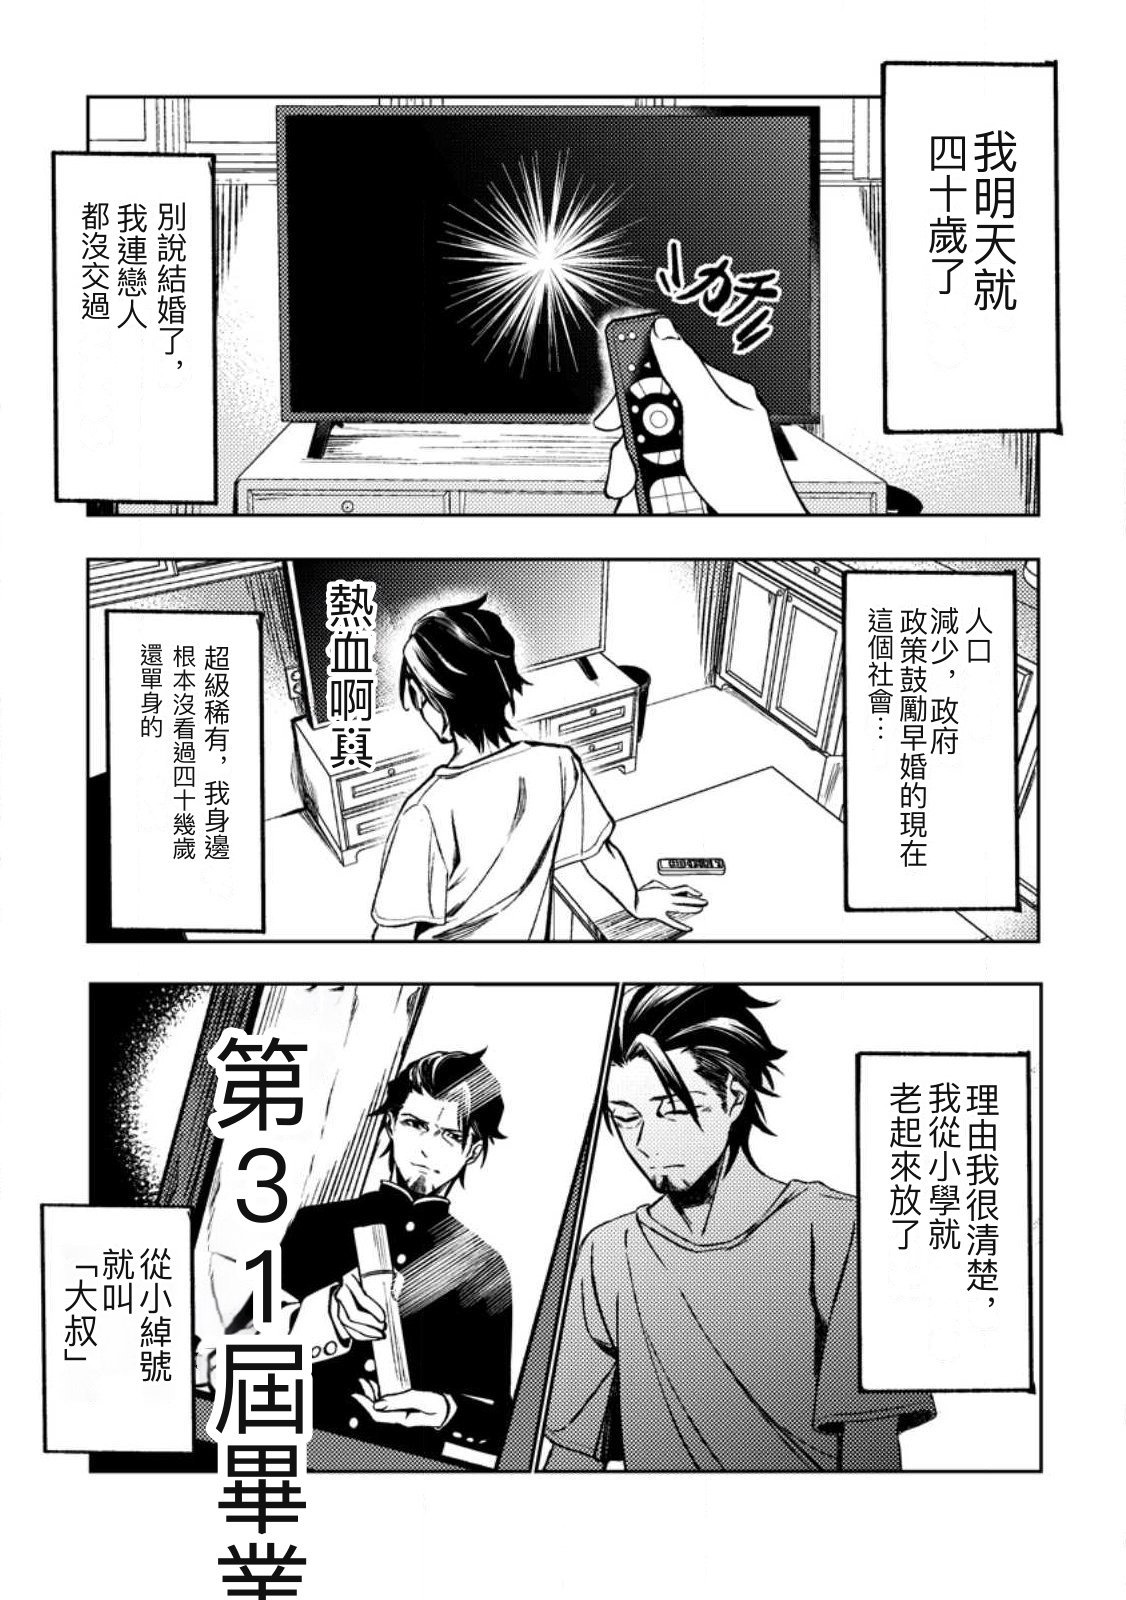 我明天就
四十歲了
カチ
別說結婚了，
我連戀人
都沒交過
人口
減少，政府
政策鼓勵早婚的現在
這個社會…
熱血啊真
超級稀有，我身邊
根本沒看過四十幾歲
還單身的
理由我很清楚，
我從小學就
老起來放了
第31屆畢業
從小綽號
就叫
「大叔」